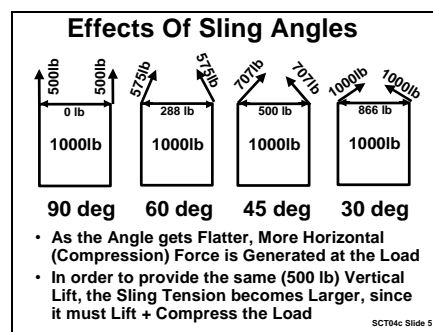 Effects Of Sling Angles
500lb 500lb 575lb 575lb 707lb 707lb 1000lb 1000lb
0 lb 288 lb 500 lb 866 lb
1000lb 1000lb 1000lb 1000lb
90 deg 60 deg 45 deg 30 deg
• As the Angle gets Flatter, More Horizontal
(Compression) Force is Generated at the Load
• In order to provide the same (500 lb) Vertical
Lift, the Sling Tension becomes Larger, since
it must Lift + Compress the Load
SCT04c Slide 5